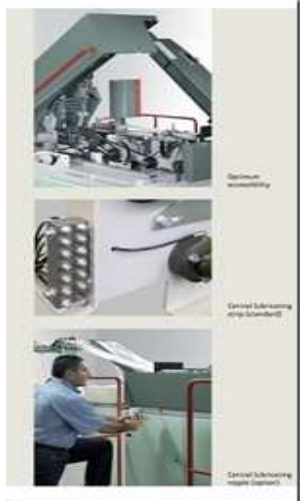 Optimum
accessibility
Central lubricating
strip (standard)
Central lubricating
nipple (option)